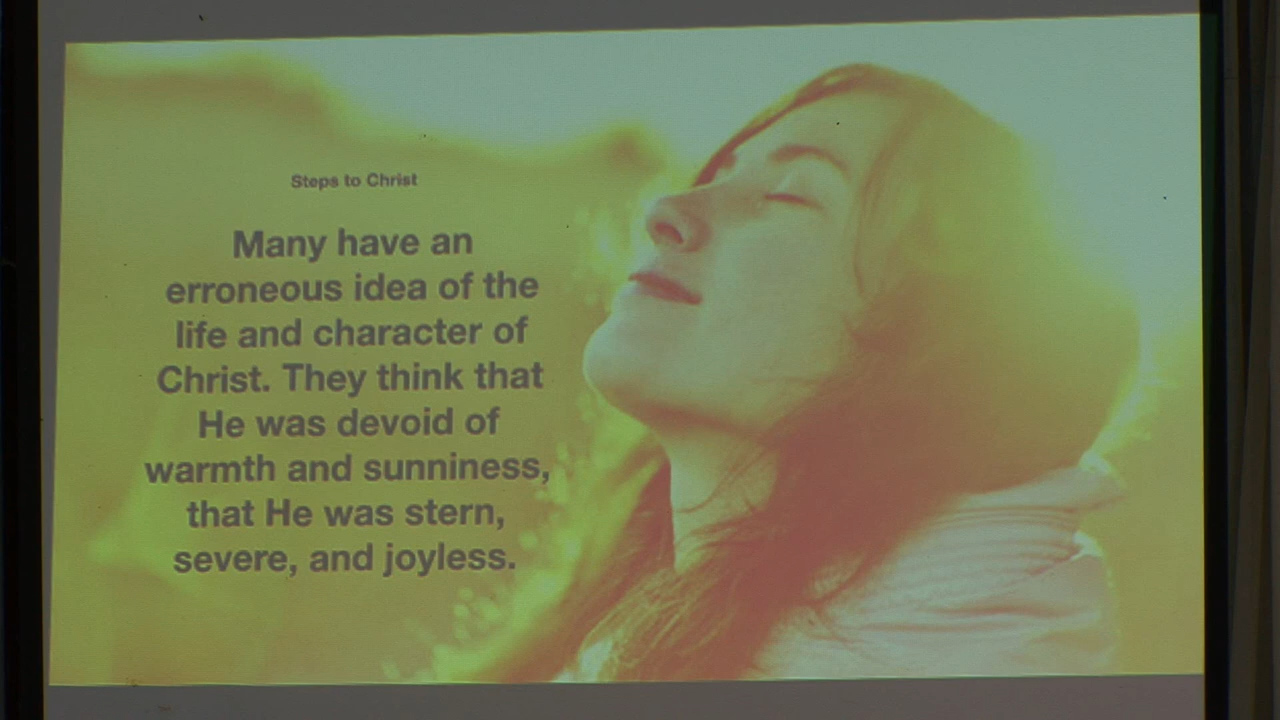 Steps to Christ
Many have an
erroneous idea of the
life and character of
Christ. They think that
He was devoid of
warmth and sunniness,
that He was stern,
severe, and joyless.